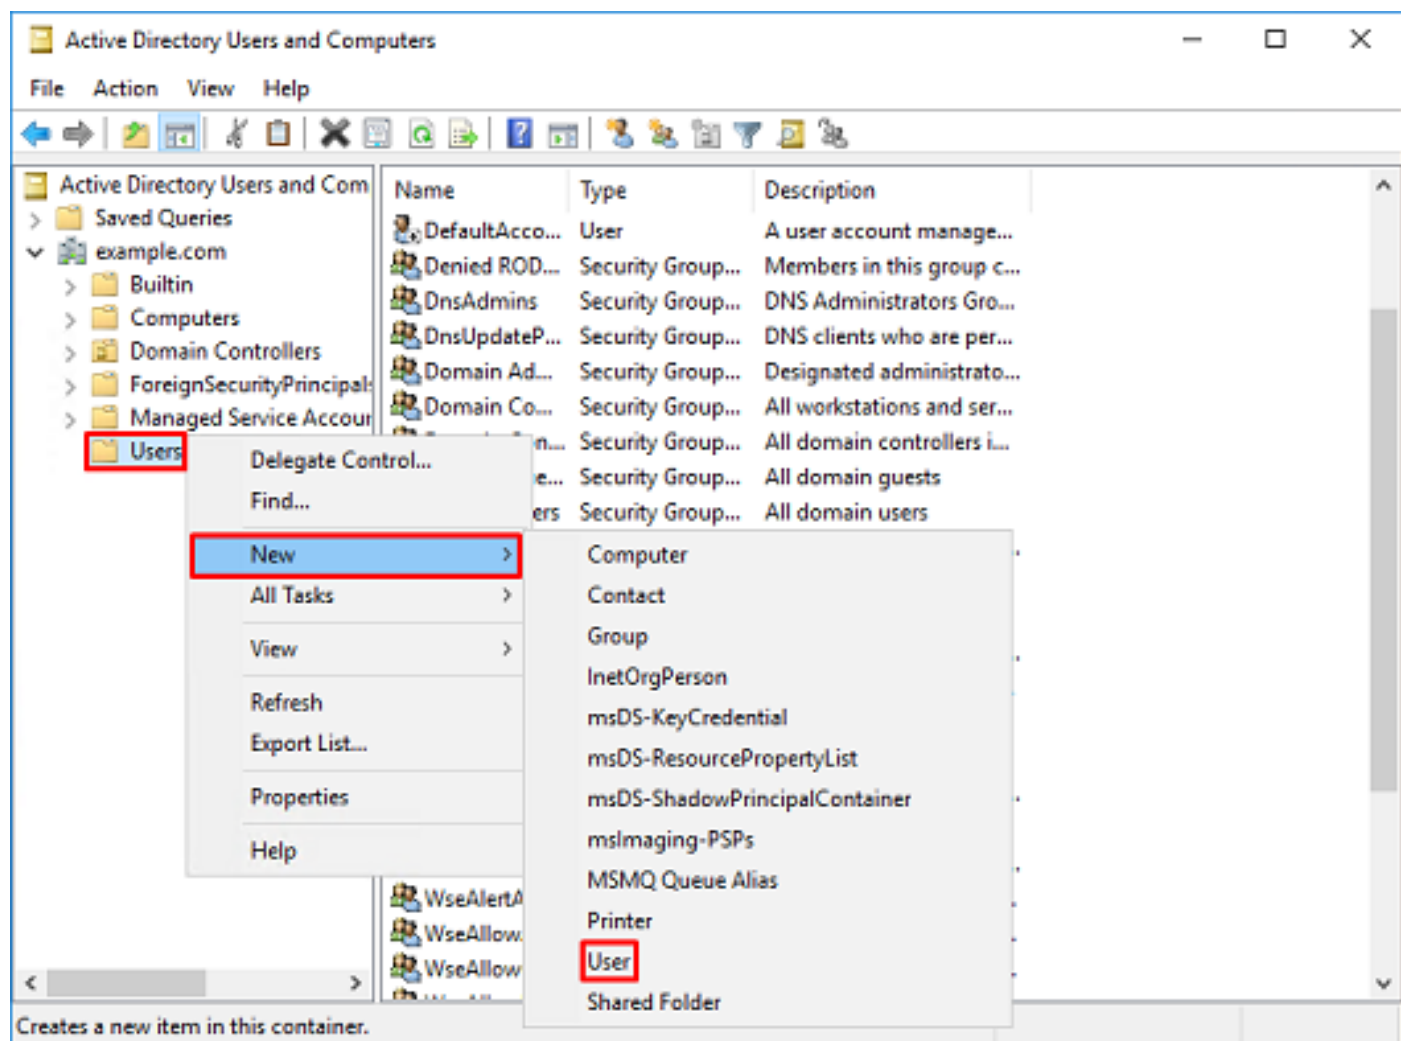 Active Directory Users and Computers
File Action View Help
Active Directory Users and Com
Saved Queries
example.com
Builtin
Computers
Domain Controllers
ForeignSecurityPrincipals
Managed Service Accour
Users
Name Type Description
DefaultAcco... User A user account manage...
Denied ROD... Security Group... Members in this group c...
DnsAdmins Security Group... DNS Administrators Gro...
DnsUpdateP... Security Group... DNS clients who are per...
Domain Ad... Security Group... Designated administrato...
Domain Co... Security Group... All workstations and ser...
Security Group... All domain controllers i...
Security Group... All domain guests
ers Security Group... All domain users
Delegate Control...
Find...
New
All Tasks
View
Refresh
Export List...
Properties
Help
Computer
Contact
Group
InetOrgPerson
msDS-KeyCredential
msDS-ResourcePropertyList
msDS-ShadowPrincipalContainer
msImaging-PSPs
MSMQ Queue Alias
Printer
User
Shared Folder
WseAlertA
WseAllow
WseAllow
Creates a new item in this container.